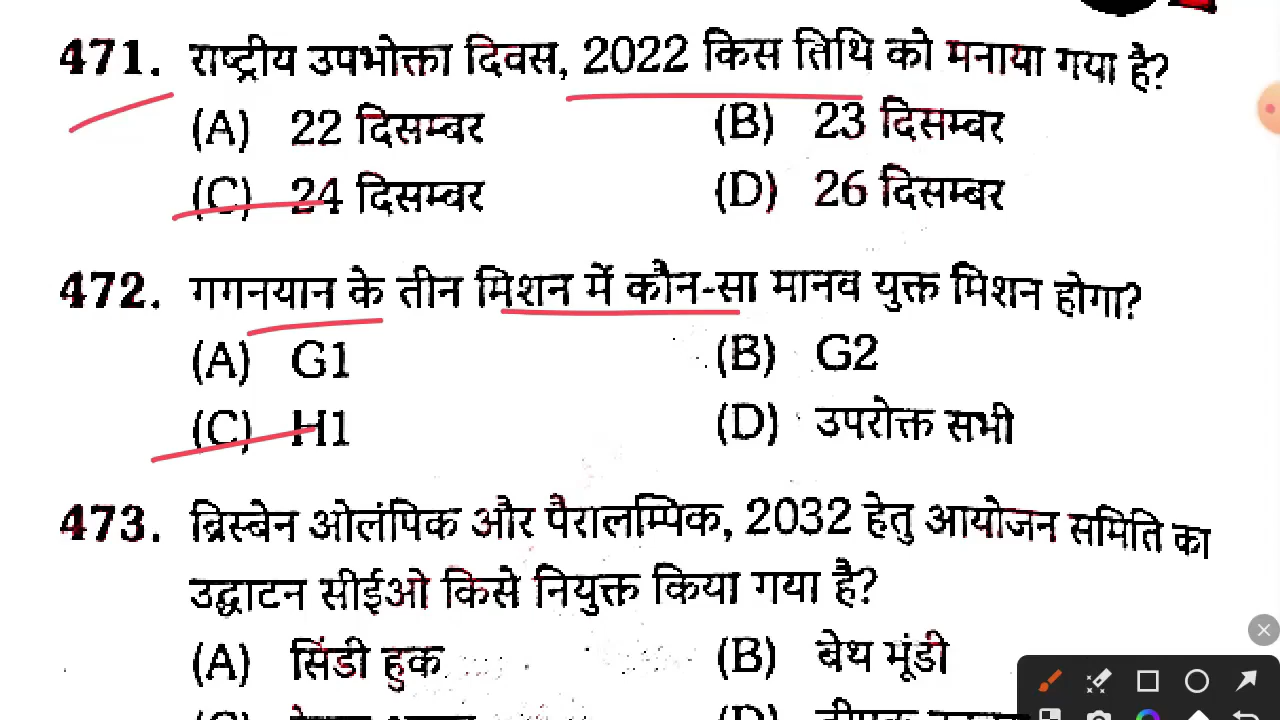 471. राष्ट्रीय उपभोक्ता दिवस, 2022 किस तिथि को मनाया गया है?
(A) 22 दिसम्बर (B) 23 दिसम्बर
(C) 24 दिसम्बर (D) 26 दिसम्बर
472. गगनयान के तीन मिशन में कौन-सा मानव युक्त मिशन होगा?
(A) G1 (B) G2
(C) H1 (D) उपरोक्त सभी
473. ब्रिस्बेन ओलंपिक और पैरालम्पिक, 2032 हेतु आयोजन समिति का
उद्घाटन सीईओ किसे नियुक्त किया गया है?
(A) सिंडी हुक (B) बेथ मूंडी
(D)